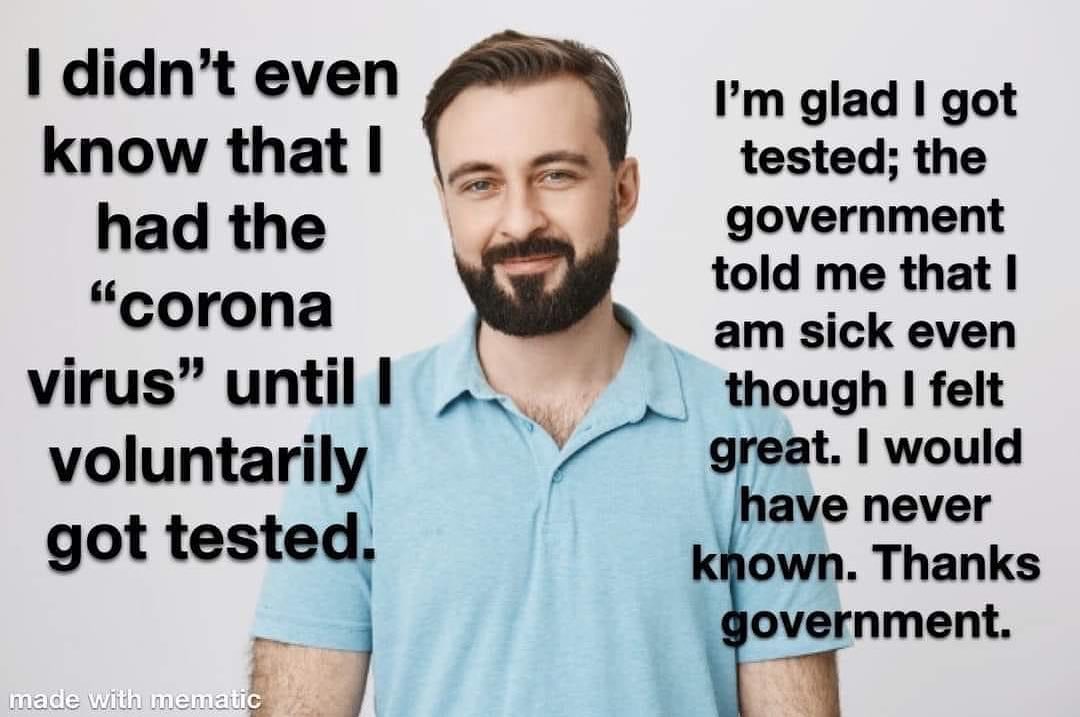 I didn’t even
know that I
had the
“corona
virus” until I
voluntarily
got tested.
I’m glad I got
tested; the
government
told me that I
am sick even
though I felt
great. I would
have never
known. Thanks
government.
made with mematic